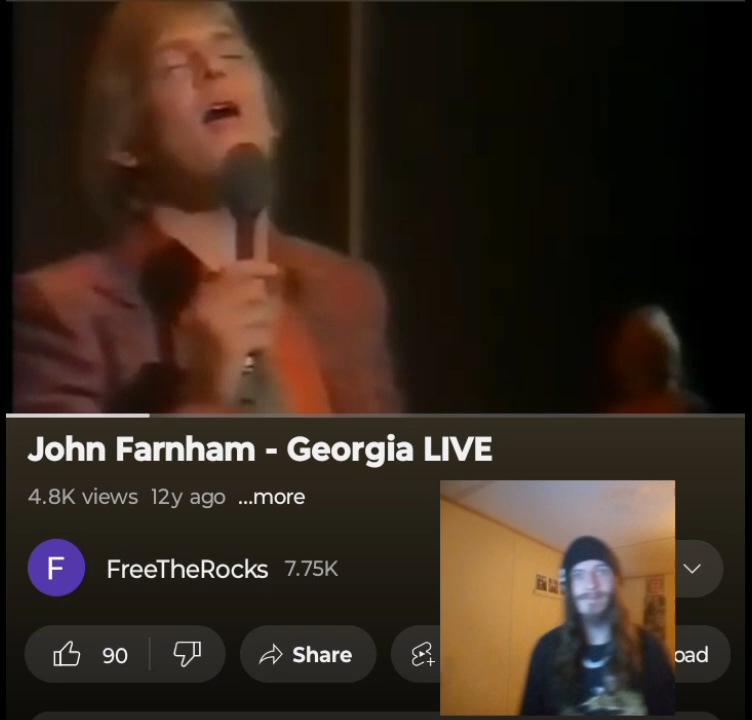 John Farnham - Georgia LIVE
4.8K views 12y ago ...more
F FreeTheRocks 7.75K
90 Share oad